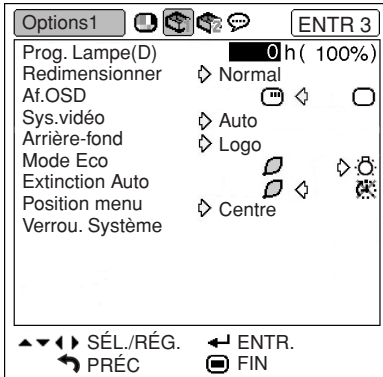 Options1 ENTR 3
Prog. Lampe(D) 0 h ( 100%)
Redimensionner Normal
Af.OSD
Sys.vidéo Auto
Arrière-fond Logo
Mode Eco
Extinction Auto
Position menu Centre
Verrou. Système
SÉL./RÉG. ENTR.
PRÉC FIN